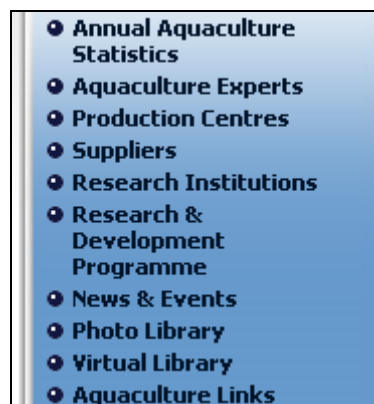 Annual Aquaculture
Statistics
Aquaculture Experts
Production Centres
Suppliers
Research Institutions
Research &
Development
Programme
News & Events
Photo Library
Virtual Library
Aquaculture Links